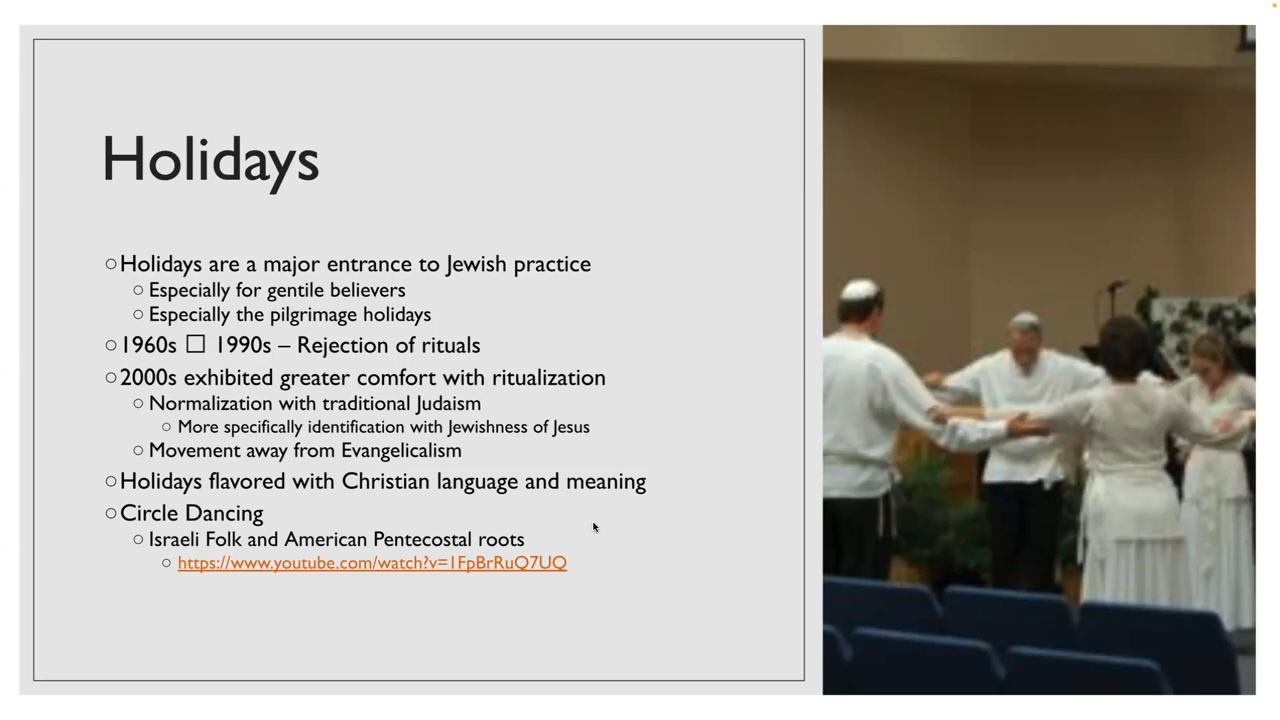 Holidays
○Holidays are a major entrance to Jewish practice
○ Especially for gentile believers
○ Especially the pilgrimage holidays
○1960s □ 1990s – Rejection of rituals
○2000s exhibited greater comfort with ritualization
○ Normalization with traditional Judaism
○ More specifically identification with Jewishness of Jesus
○ Movement away from Evangelicalism
○Holidays flavored with Christian language and meaning
○Circle Dancing
○ Israeli Folk and American Pentecostal roots
○ https://www.youtube.com/watch?v=1FpBrRuQ7UQ